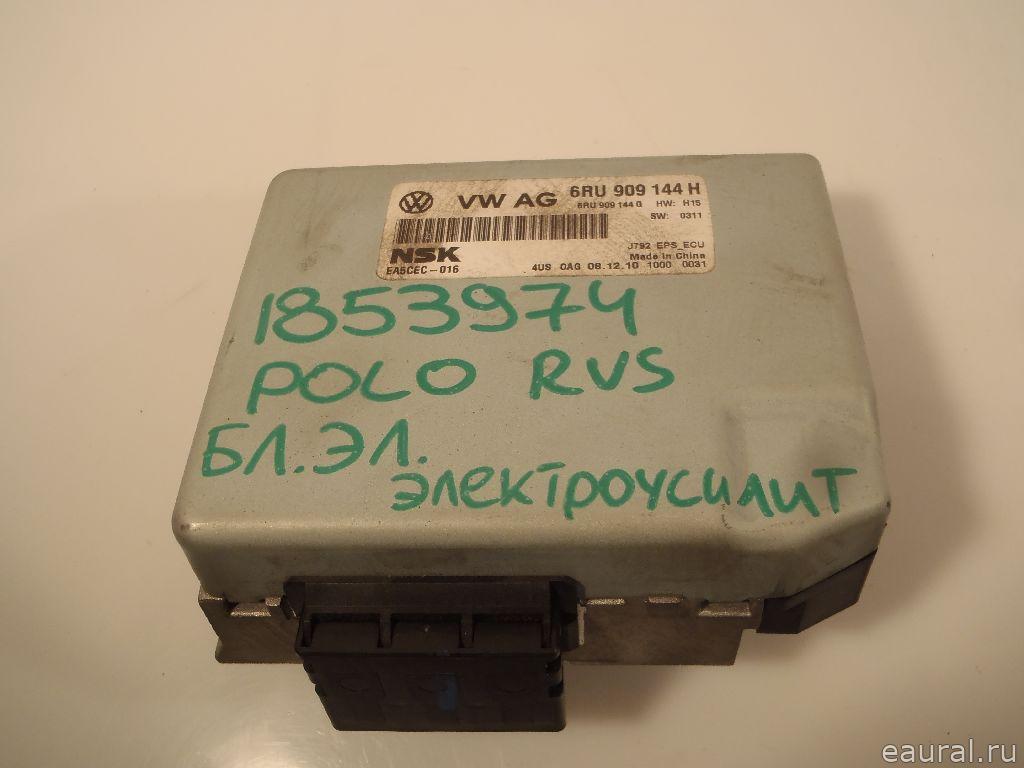 VW AG 6RU 909 144 H
6RU 909 144 G HW: H15
SW: 0311
NSK J792 EPS_ECU
Made in China
EA5CEC-016 4US 0AG 08.12.10 1000 0031
1853974
POLO RVS
БЛ.ЭЛ.
ЭЛЕКТРОУСИЛИТ
eaural.ru